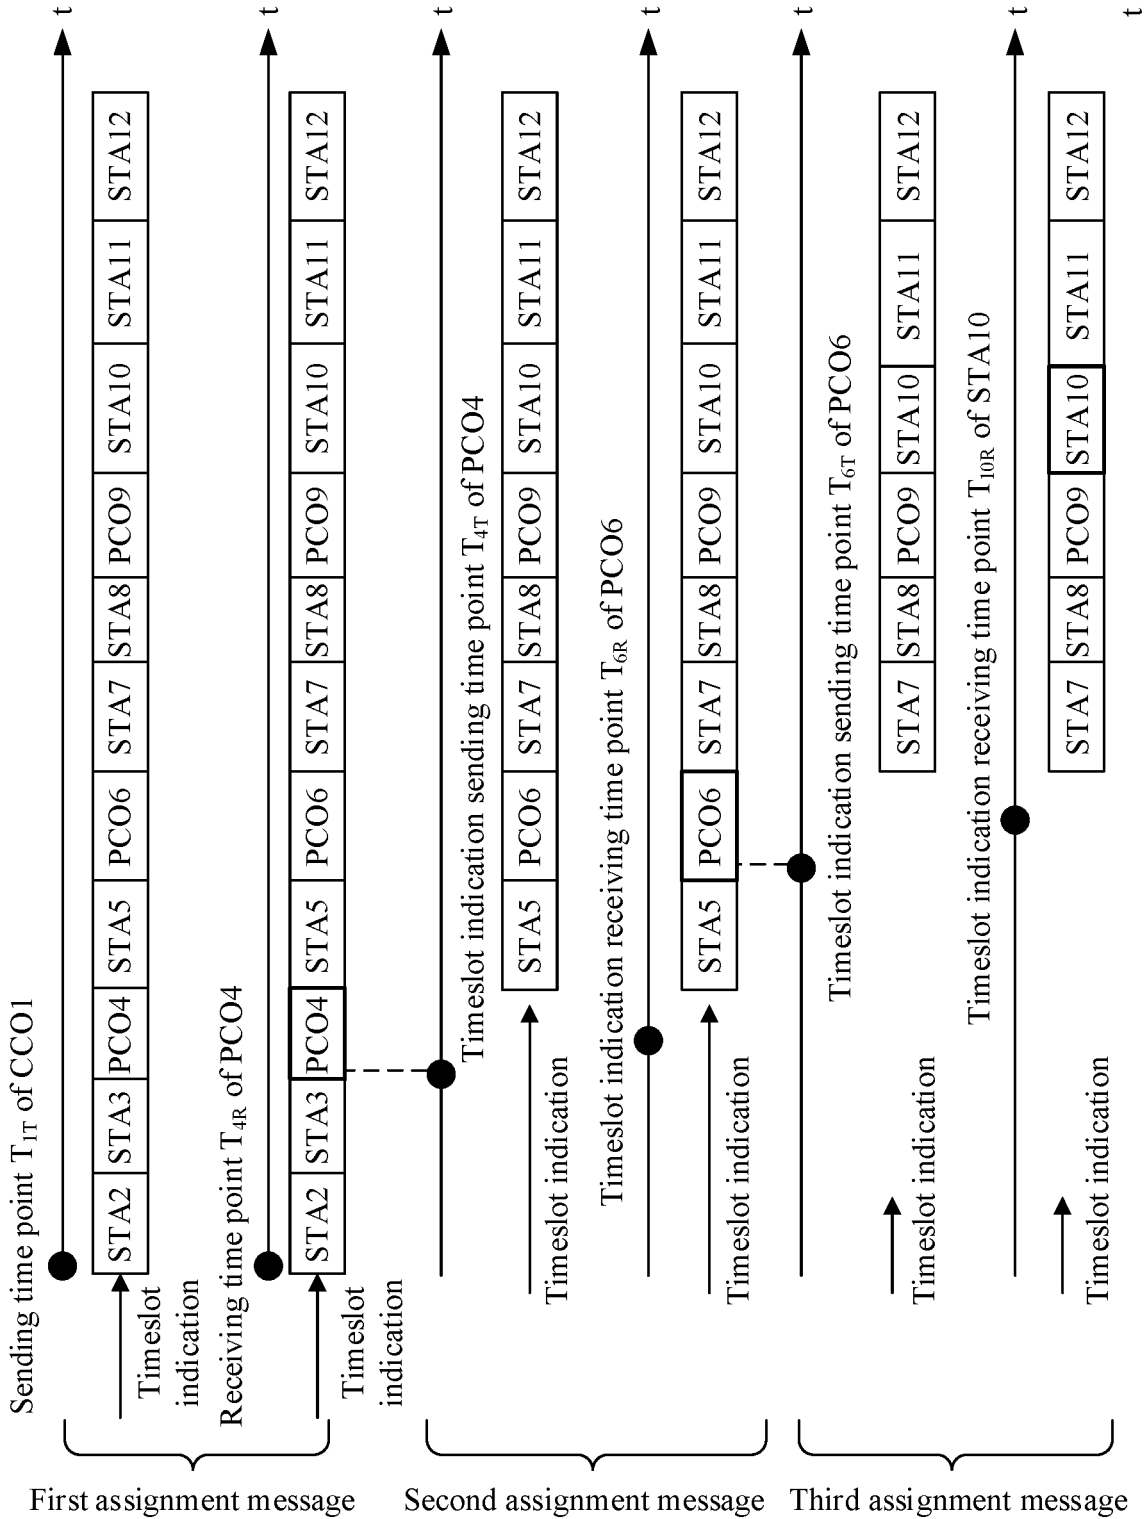 First assignment message
Sending time point T1T of CCO1
t
Timeslot
indication
STA2 STA3 PCO4 STA5 PCO6 STA7 STA8 PCO9 STA10 STA11 STA12
Receiving time point T4R of PCO4
t
Timeslot
indication
STA2 STA3 PCO4 STA5 PCO6 STA7 STA8 PCO9 STA10 STA11 STA12
Second assignment message
t
Timeslot indication sending time point T4T of PCO4
Timeslot indication
STA5 PCO6 STA7 STA8 PCO9 STA10 STA11 STA12
Timeslot indication receiving time point T6R of PCO6
t
Timeslot indication
STA5 PCO6 STA7 STA8 PCO9 STA10 STA11 STA12
Third assignment message
t
Timeslot indication sending time point T6T of PCO6
Timeslot indication
STA7 STA8 PCO9 STA10 STA11 STA12
Timeslot indication receiving time point T10R of STA10
t
Timeslot indication
STA7 STA8 PCO9 STA10 STA11 STA12
t